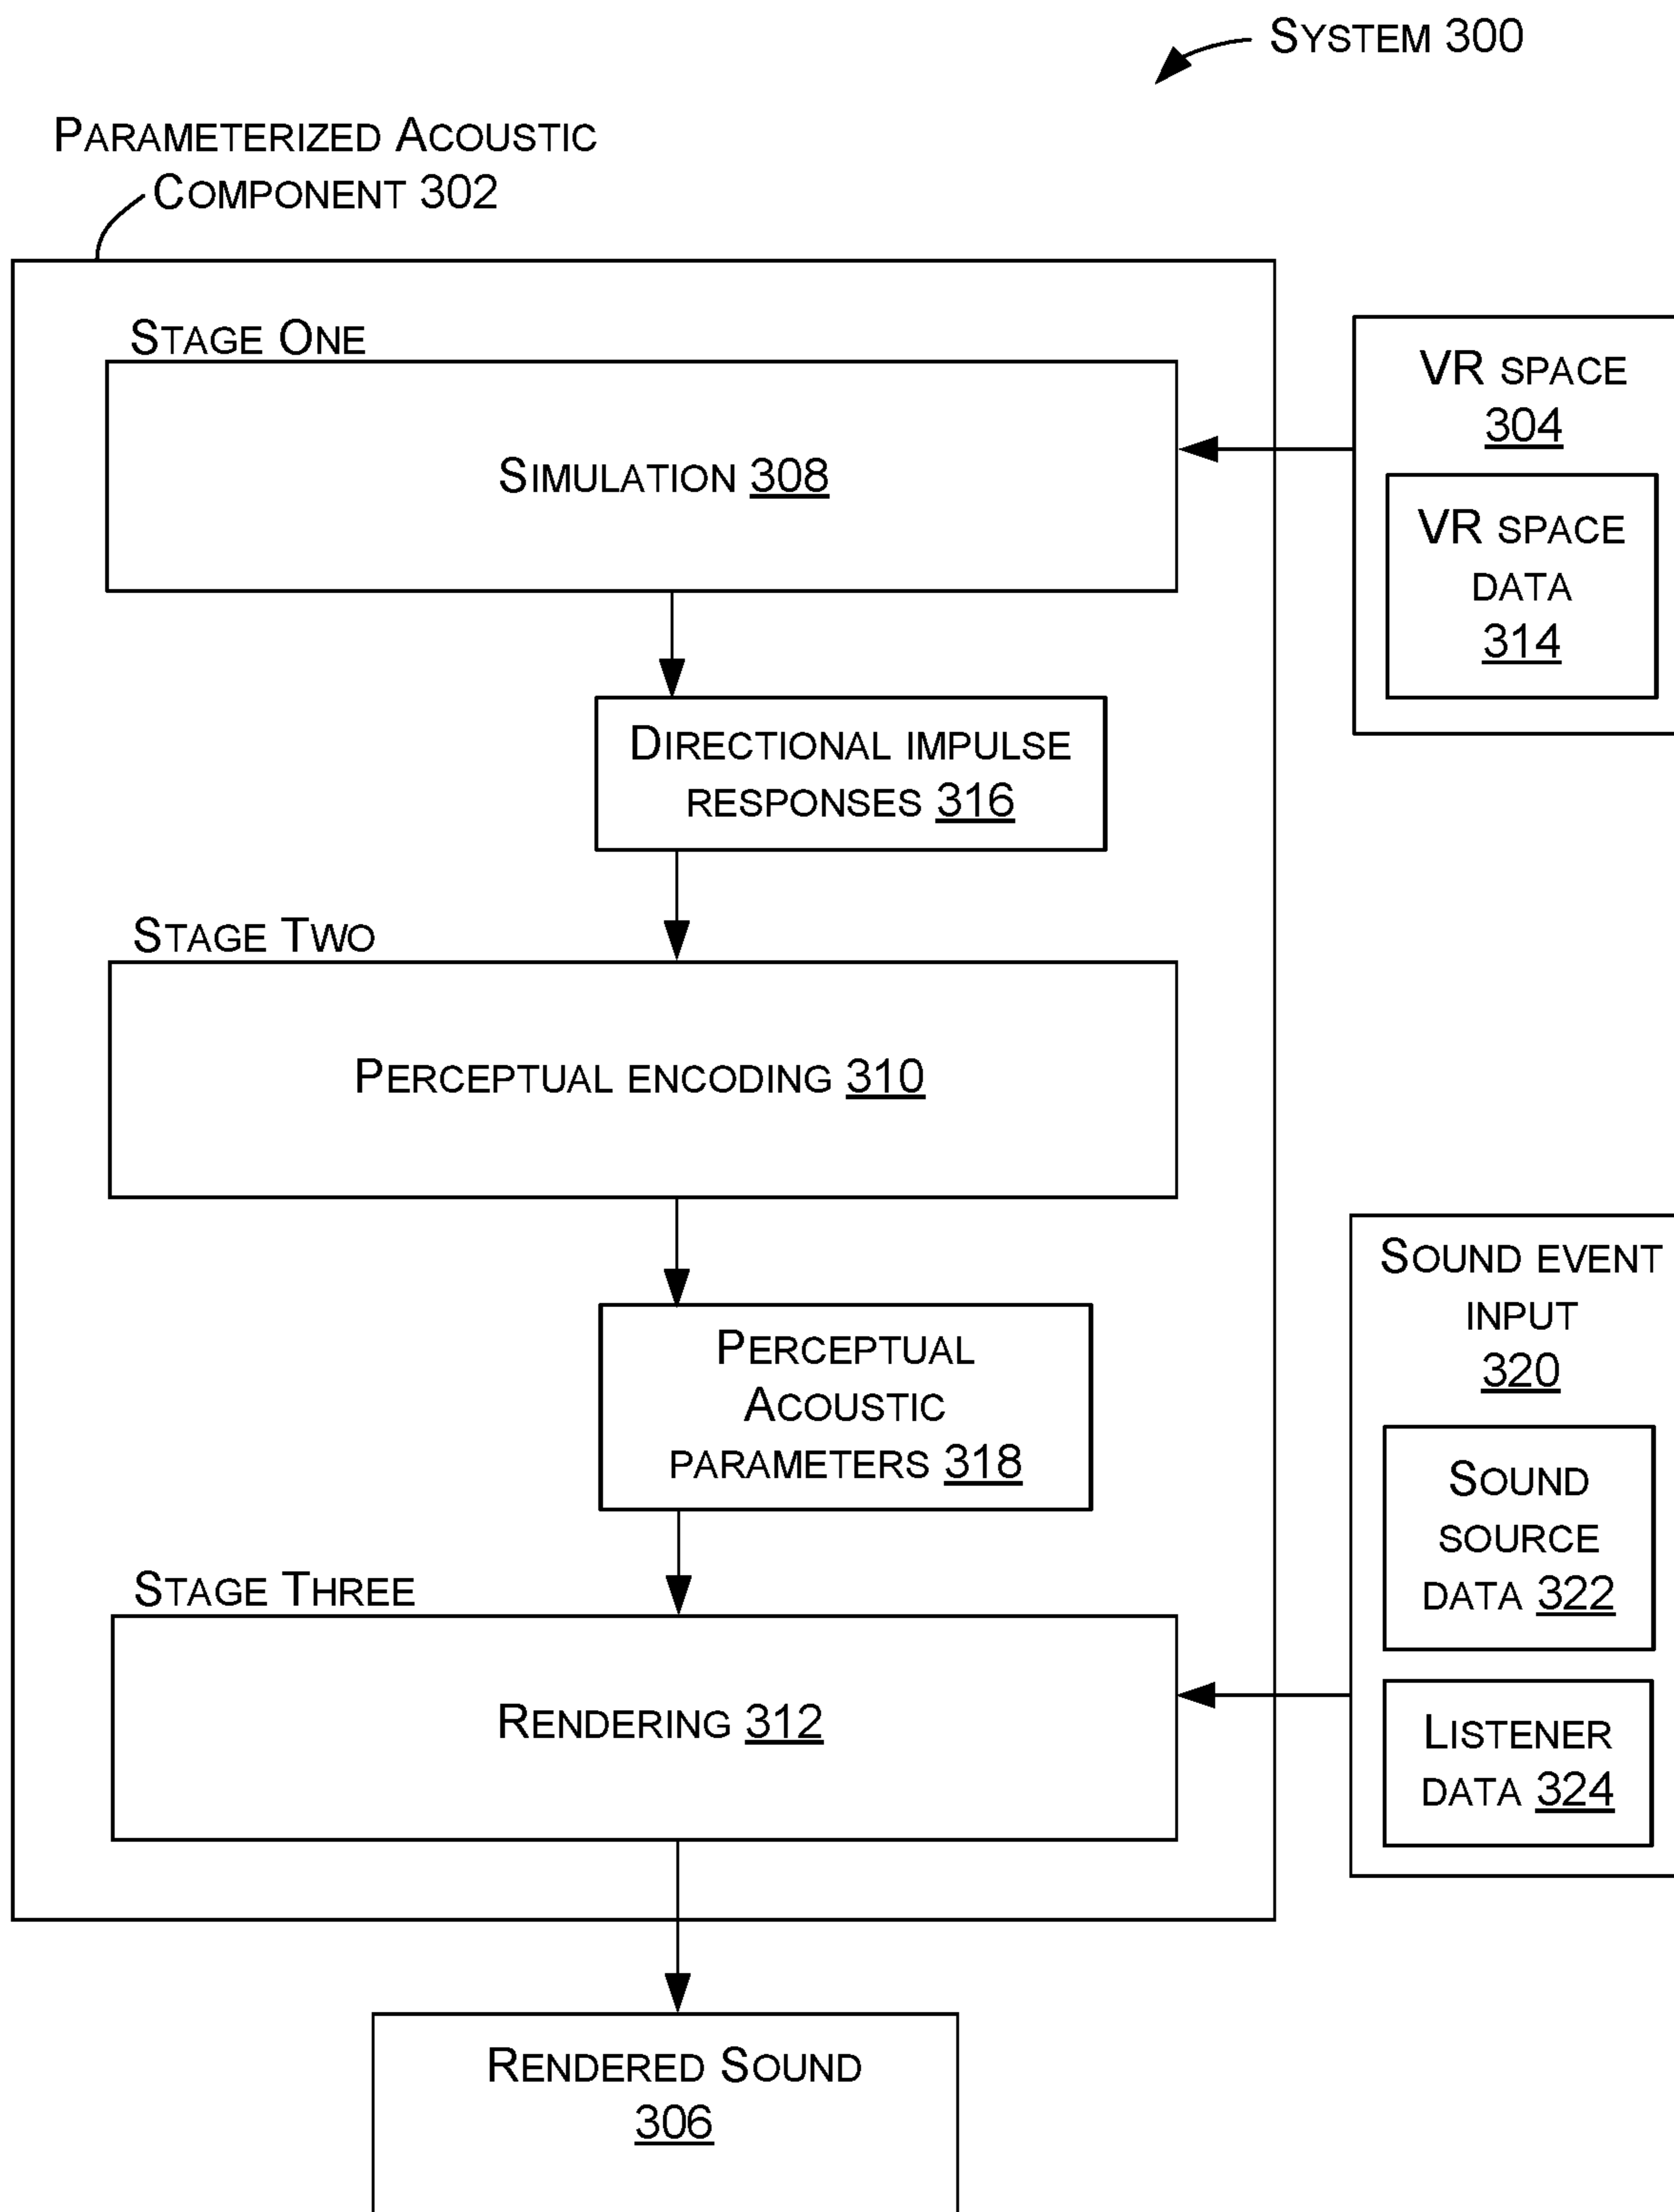 SYSTEM 300
PARAMETERIZED ACOUSTIC
COMPONENT 302
STAGE ONE
SIMULATION 308
VR SPACE
304
VR SPACE
DATA
314
DIRECTIONAL IMPULSE
RESPONSES 316
STAGE TWO
PERCEPTUAL ENCODING 310
PERCEPTUAL
ACOUSTIC
PARAMETERS 318
SOUND EVENT
INPUT
320
SOUND
SOURCE
DATA 322
LISTENER
DATA 324
STAGE THREE
RENDERING 312
RENDERED SOUND
306